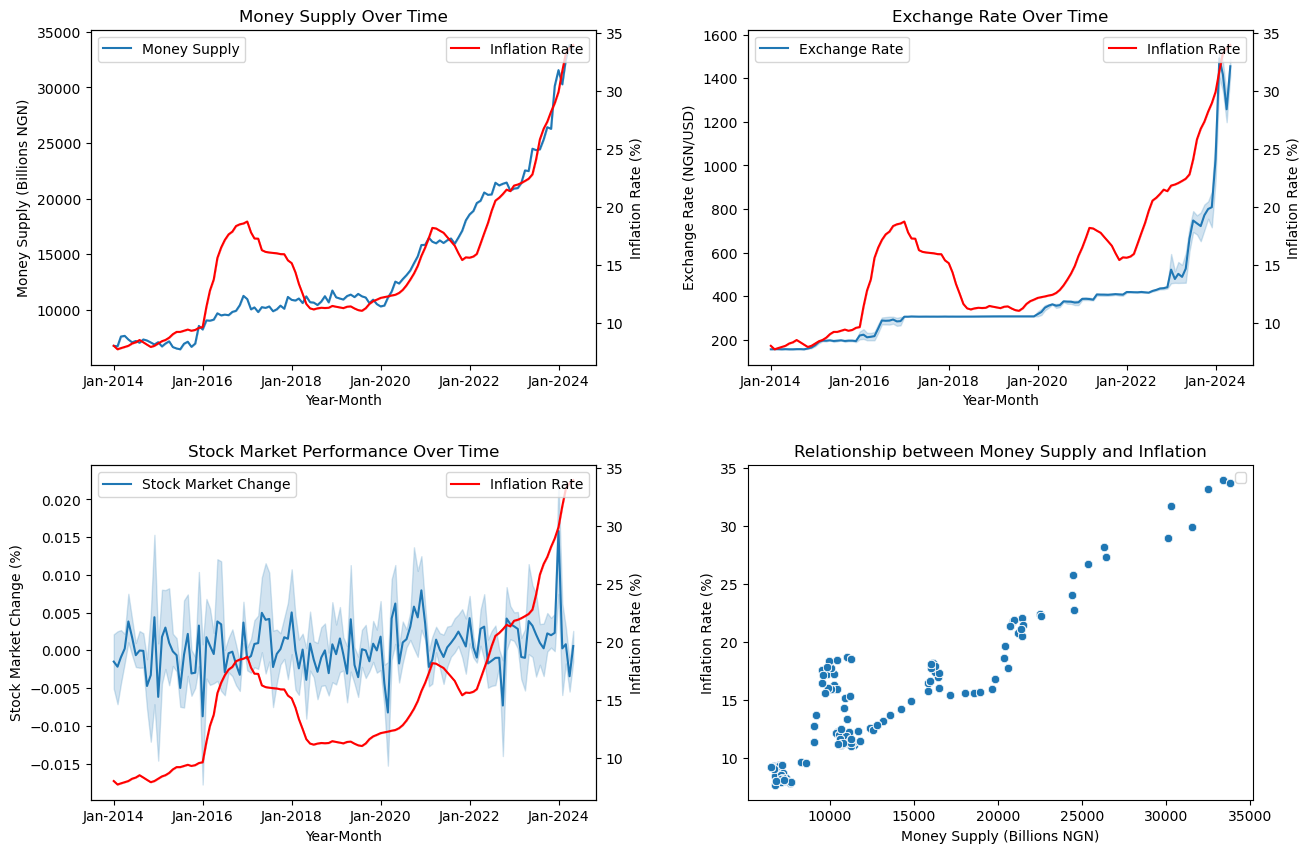 Money Supply Over Time
Money Supply
Inflation Rate
35000
30000
25000
20000
15000
10000
35
30
25
20
15
10
Money Supply (Billions NGN)
Inflation Rate (%)
Jan-2014 Jan-2016 Jan-2018 Jan-2020 Jan-2022 Jan-2024
Year-Month
Exchange Rate Over Time
Exchange Rate
Inflation Rate
1600
1400
1200
1000
800
600
400
200
35
30
25
20
15
10
Exchange Rate (NGN/USD)
Inflation Rate (%)
Jan-2014 Jan-2016 Jan-2018 Jan-2020 Jan-2022 Jan-2024
Year-Month
Stock Market Performance Over Time
Stock Market Change
Inflation Rate
0.020
0.015
0.010
0.005
0.000
−0.005
−0.010
−0.015
35
30
25
20
15
10
Stock Market Change (%)
Inflation Rate (%)
Jan-2014 Jan-2016 Jan-2018 Jan-2020 Jan-2022 Jan-2024
Year-Month
Relationship between Money Supply and Inflation
35
30
25
20
15
10
Inflation Rate (%)
10000 15000 20000 25000 30000 35000
Money Supply (Billions NGN)